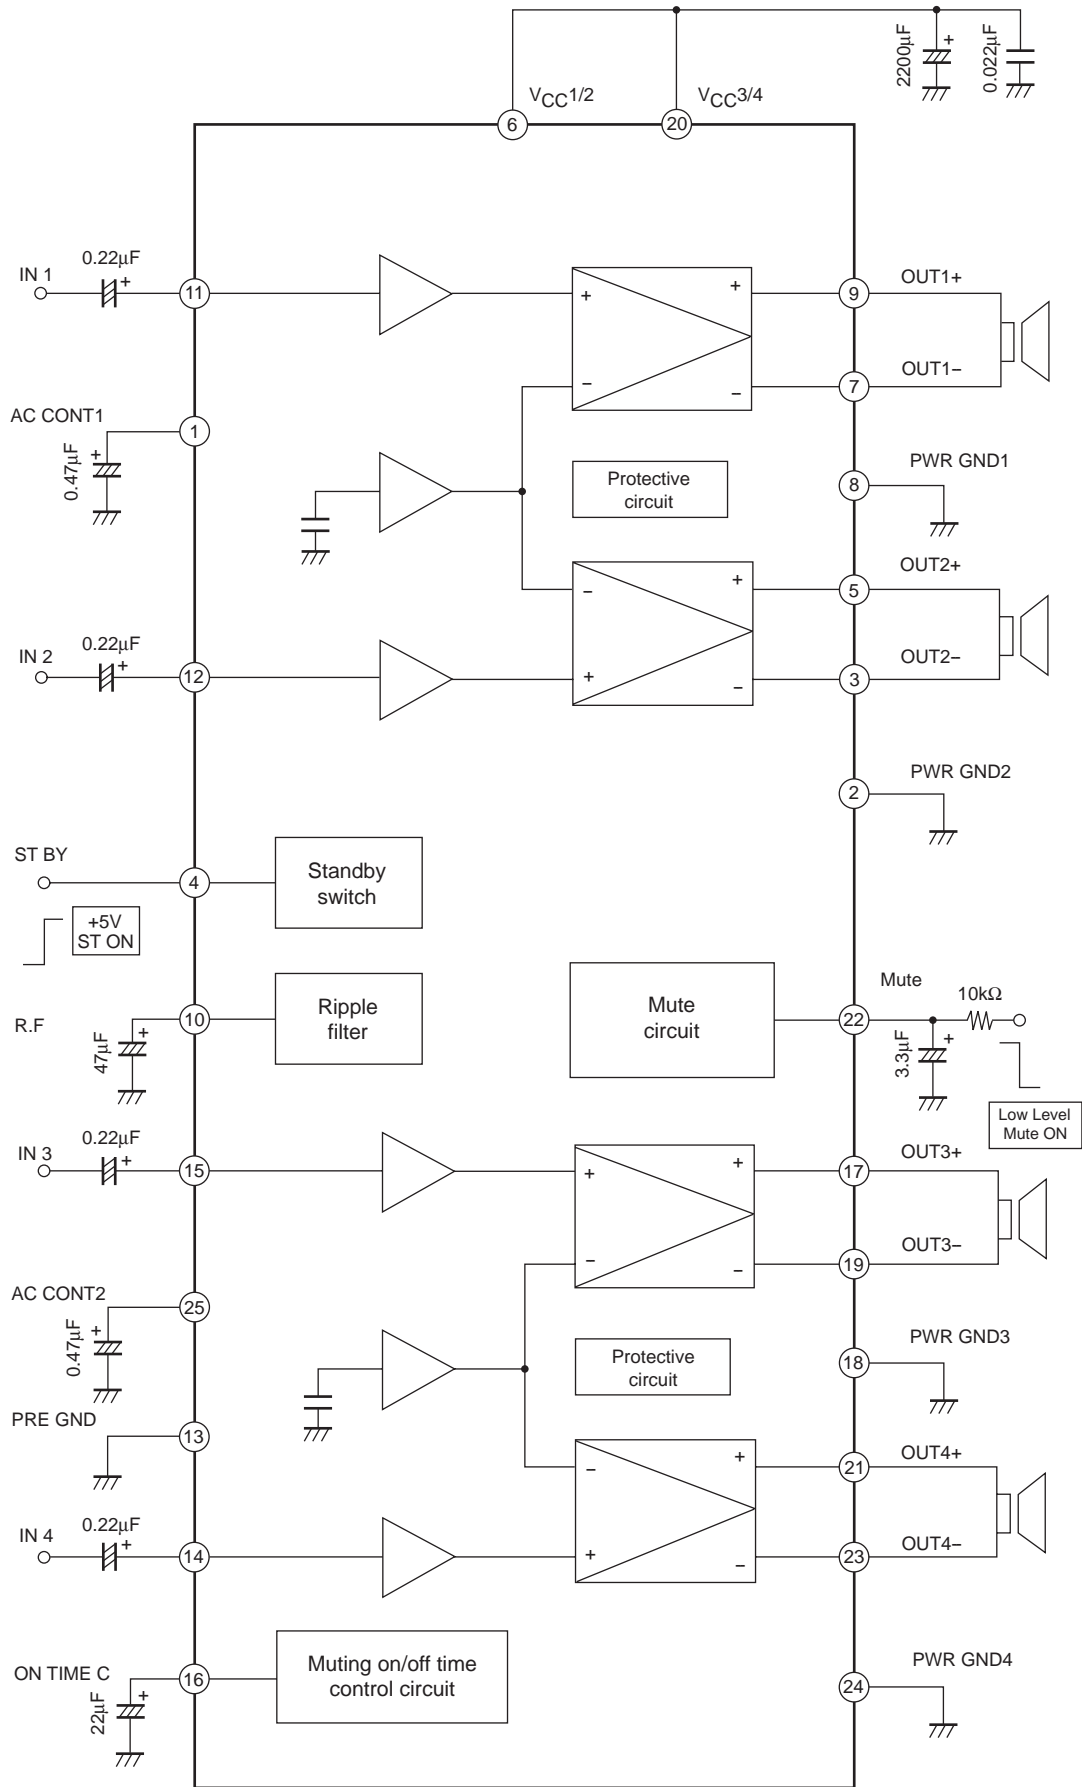 2200µF
+
0.022µF
VCC1/2
VCC3/4
6
20
IN 1
0.22µF
+
11
+
+
9
OUT1+
−
−
7
OUT1−
AC CONT1
1
+
0.47µF
Protective
circuit
PWR GND1
8
OUT2+
−
+
5
IN 2
0.22µF
+
12
+
−
3
OUT2−
PWR GND2
2
ST BY
4
Standby
switch
+5V
ST ON
R.F
10
+
47µF
Ripple
filter
Mute
circuit
22
Mute
10kΩ
+
3.3µF
Low Level
Mute ON
IN 3
0.22µF
+
15
+
+
17
OUT3+
−
−
19
OUT3−
AC CONT2
25
+
0.47µF
Protective
circuit
PWR GND3
18
PRE GND
13
−
+
21
OUT4+
IN 4
0.22µF
+
14
+
−
23
OUT4−
ON TIME C
16
+
22µF
Muting on/off time
control circuit
PWR GND4
24